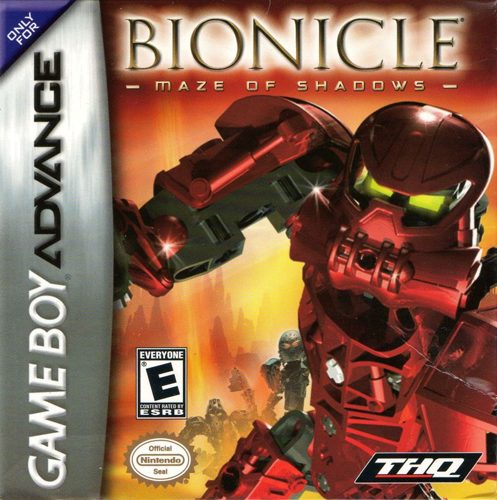 ONLY
FOR
GAME BOY ADVANCE
BIONICLE
MAZE OF SHADOWS
EVERYONE
E
CONTENT RATED BY
ESRB
Official
Nintendo
Seal
THQ